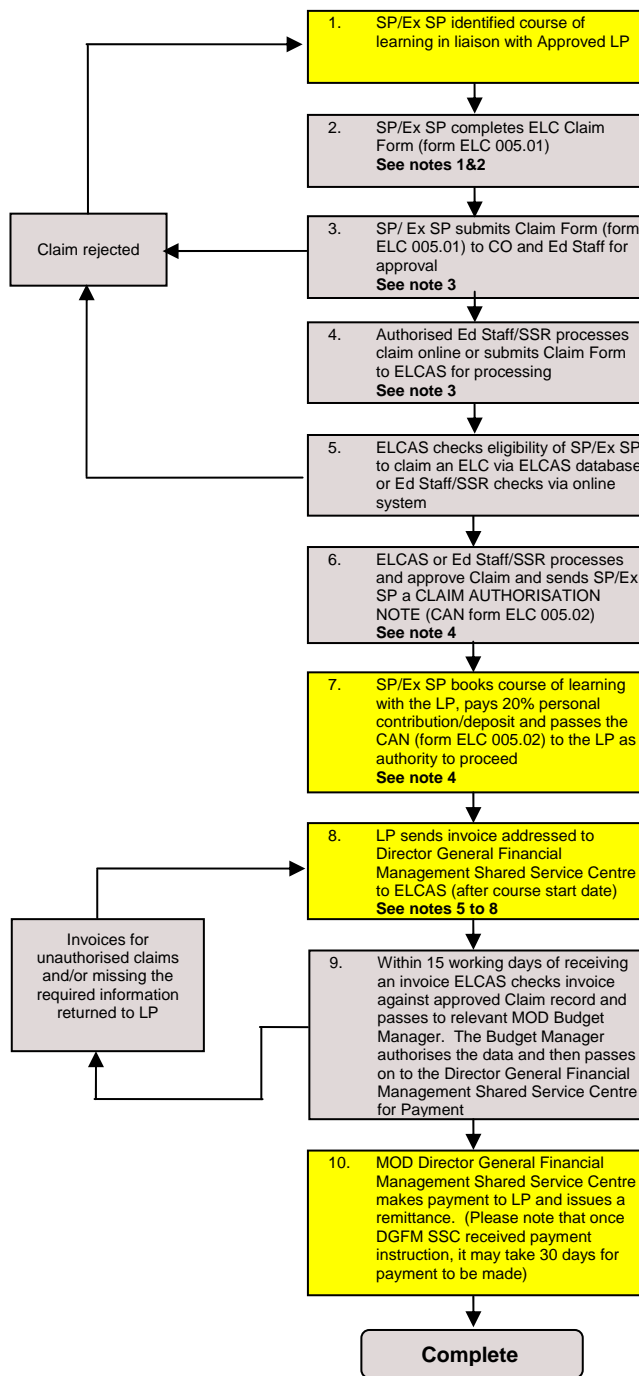 1. SP/Ex SP identified course of
learning in liaison with Approved LP
2. SP/Ex SP completes ELC Claim
Form (form ELC 005.01)
See notes 1&2
Claim rejected
3. SP/ Ex SP submits Claim Form (form
ELC 005.01) to CO and Ed Staff for
approval
See note 3
4. Authorised Ed Staff/SSR processes
claim online or submits Claim Form
to ELCAS for processing
See note 3
5. ELCAS checks eligibility of SP/Ex SP
to claim an ELC via ELCAS database
or Ed Staff/SSR checks via online
system
6. ELCAS or Ed Staff/SSR processes
and approve Claim and sends SP/Ex
SP a CLAIM AUTHORISATION
NOTE (CAN form ELC 005.02)
See note 4
7. SP/Ex SP books course of learning
with the LP, pays 20% personal
contribution/deposit and passes the
CAN (form ELC 005.02) to the LP as
authority to proceed
See note 4
8. LP sends invoice addressed to
Director General Financial
Management Shared Service Centre
to ELCAS (after course start date)
See notes 5 to 8
Invoices for
unauthorised claims
and/or missing the
required information
returned to LP
9. Within 15 working days of receiving
an invoice ELCAS checks invoice
against approved Claim record and
passes to relevant MOD Budget
Manager. The Budget Manager
authorises the data and then passes
on to the Director General Financial
Management Shared Service Centre
for Payment
10. MOD Director General Financial
Management Shared Service Centre
makes payment to LP and issues a
remittance. (Please note that once
DGFM SSC received payment
instruction, it may take 30 days for
payment to be made)
Complete